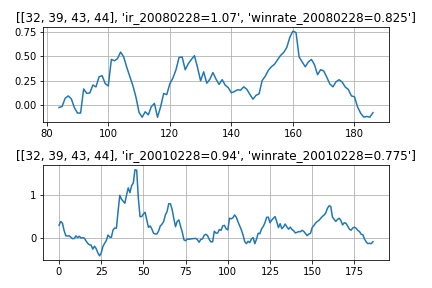 [[32, 39, 43, 44], 'ir_20080228=1.07', 'winrate_20080228=0.825']
0.75
0.50
0.25
0.00
80 100 120 140 160 180
[[32, 39, 43, 44], 'ir_20010228=0.94', 'winrate_20010228=0.775']
1
0
0 25 50 75 100 125 150 175